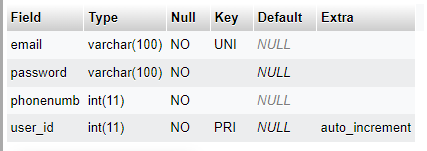 Field Type Null Key Default Extra
email varchar(100) NO UNI NULL
password varchar(100) NO NULL
phonenumb int(11) NO NULL
user_id int(11) NO PRI NULL auto_increment